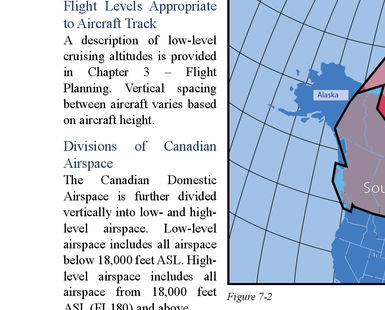 Flight Levels Appropriate
to Aircraft Track
A description of low-level
cruising altitudes is provided
in Chapter 3 – Flight
Planning. Vertical spacing
between aircraft varies based
on aircraft height.
Divisions of Canadian
Airspace
The Canadian Domestic
Airspace is further divided
vertically into low- and high-
level airspace. Low-level
airspace includes all airspace
below 18,000 feet ASL. High-
level airspace includes all
airspace from 18,000 feet
ASL (FL180) and above
Alaska
Sou
Figure 7-2